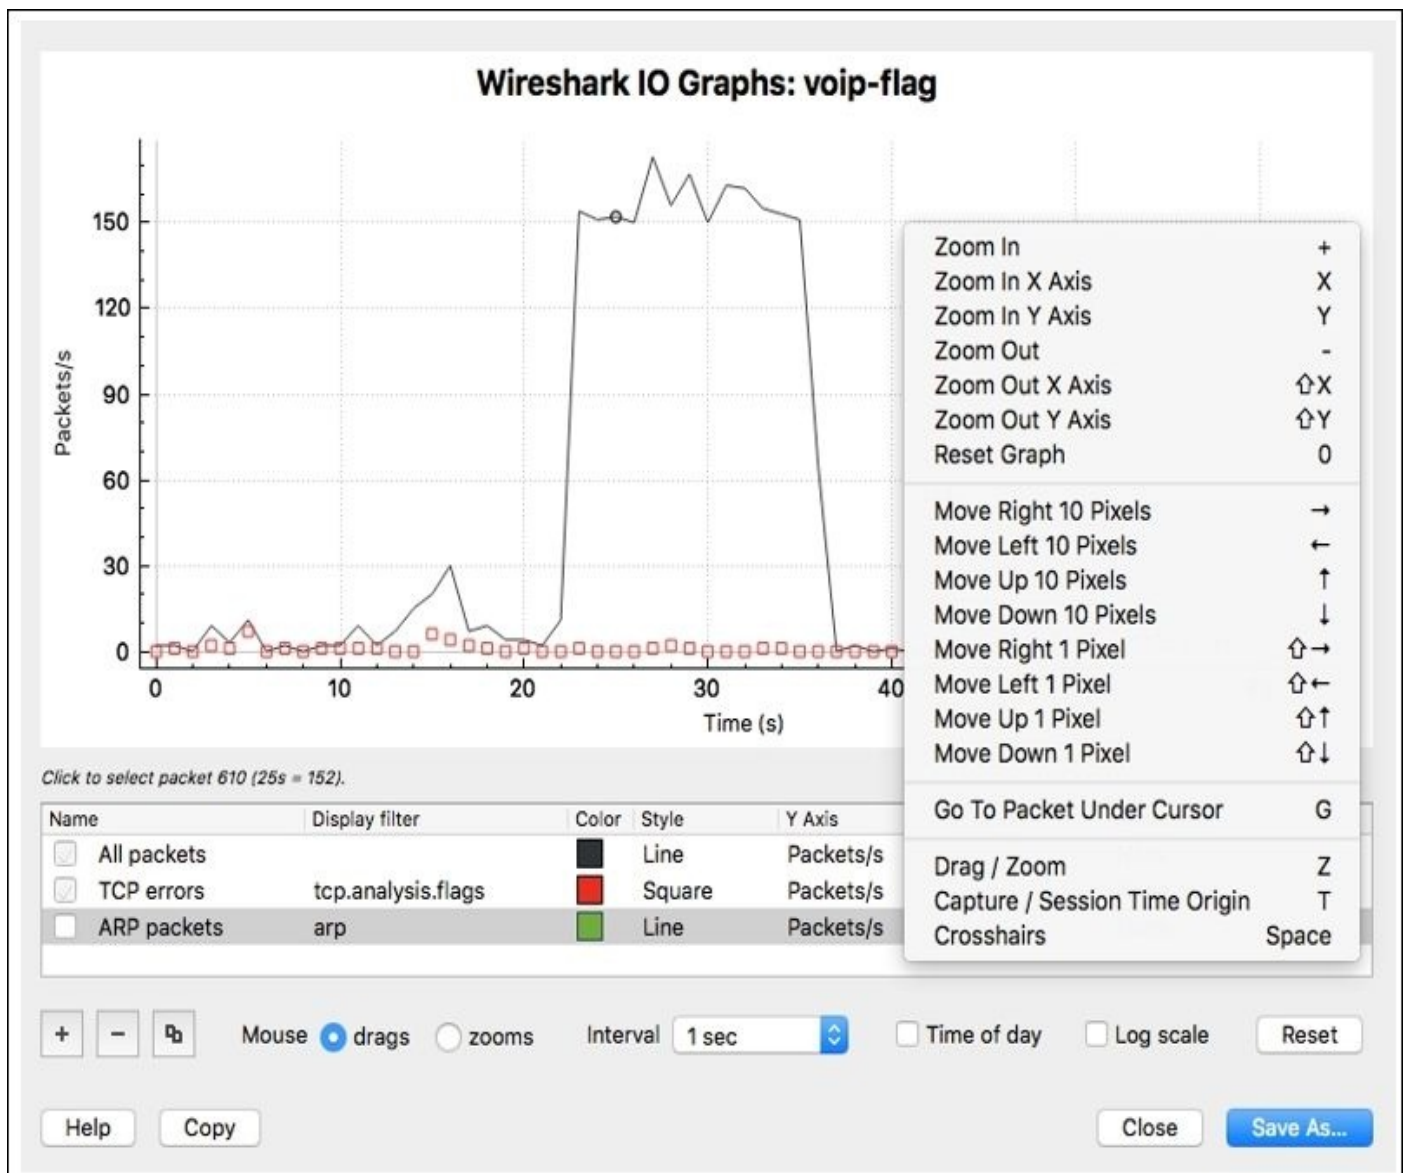 Wireshark IO Graphs: voip-flag
150
120
90
60
30
0
Packets/s
0 10 20 30 40
Time (s)
Zoom In +
Zoom In X Axis X
Zoom In Y Axis Y
Zoom Out -
Zoom Out X Axis ⇧X
Zoom Out Y Axis ⇧Y
Reset Graph 0
Move Right 10 Pixels →
Move Left 10 Pixels ←
Move Up 10 Pixels ↑
Move Down 10 Pixels ↓
Move Right 1 Pixel ⇧→
Move Left 1 Pixel ⇧←
Move Up 1 Pixel ⇧↑
Move Down 1 Pixel ⇧↓
Go To Packet Under Cursor G
Drag / Zoom Z
Capture / Session Time Origin T
Crosshairs Space
Click to select packet 610 (25s = 152).
Name Display filter Color Style Y Axis
All packets Line Packets/s
TCP errors tcp.analysis.flags Square Packets/s
ARP packets arp Line Packets/s
+ − Mouse drags zooms Interval 1 sec Time of day Log scale Reset
Help Copy Close Save As...